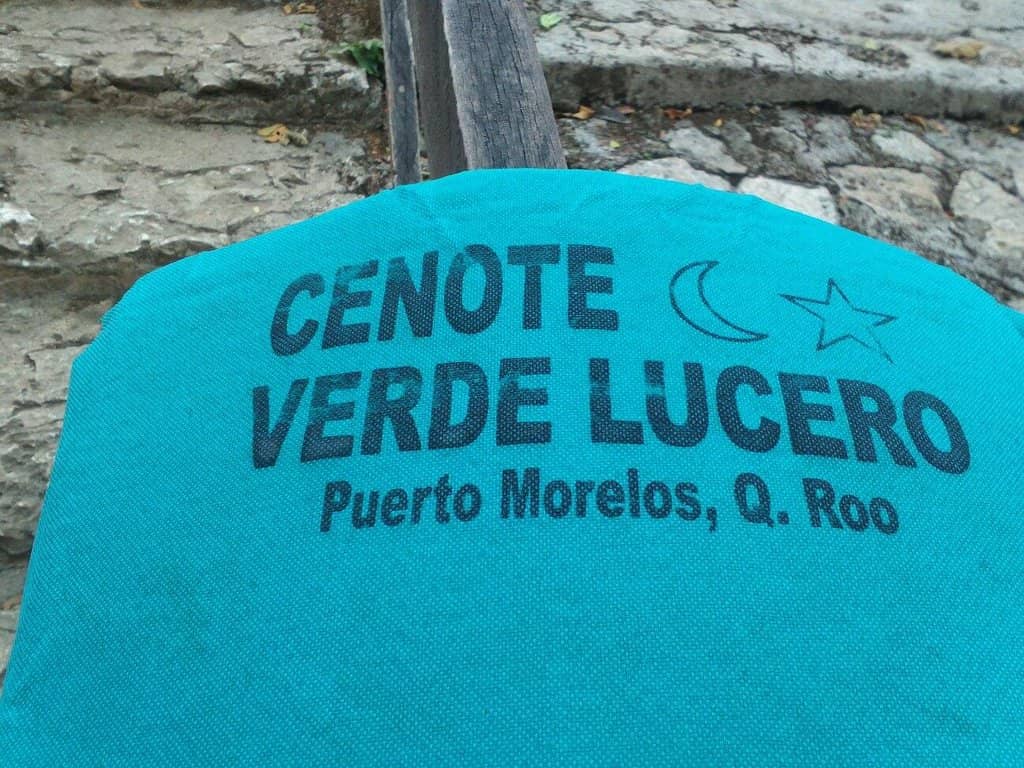 CENOTE
VERDE LUCERO
Puerto Morelos, Q. Roo